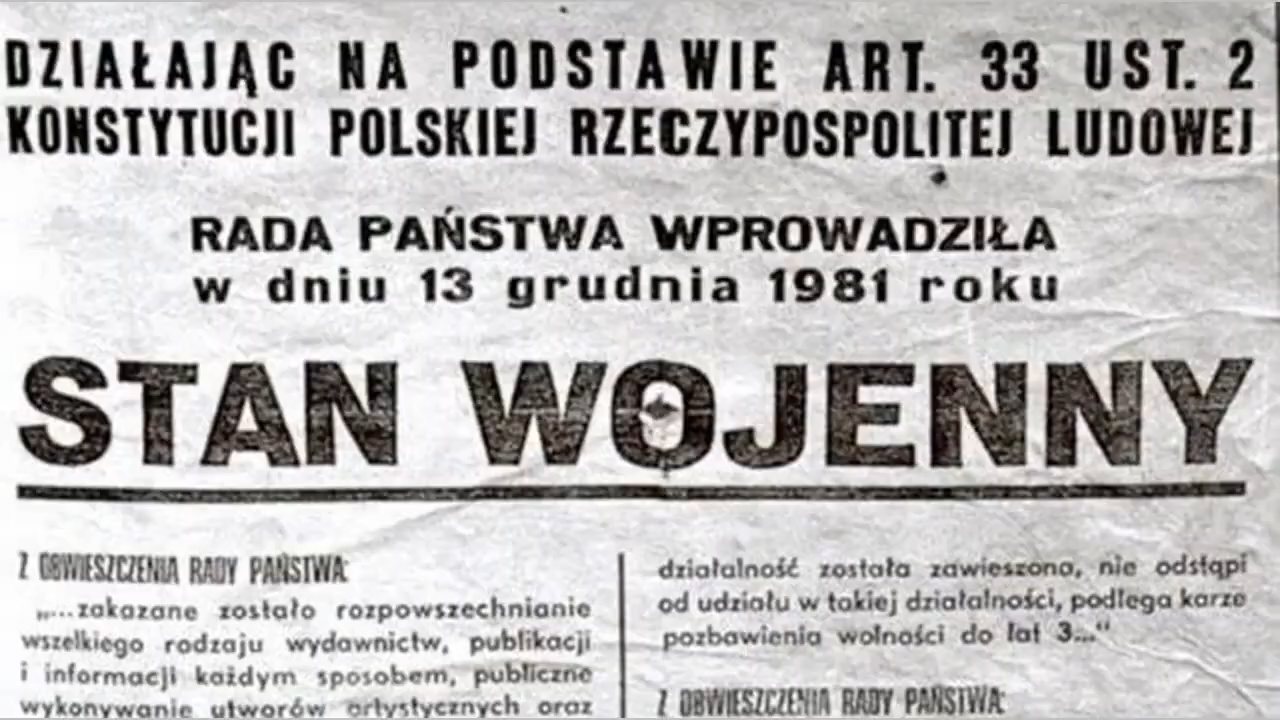 DZIAŁAJĄC NA PODSTAWIE ART. 33 UST. 2
KONSTYTUCJI POLSKIEJ RZECZYPOSPOLITEJ LUDOWEJ
RADA PAŃSTWA WPROWADZIŁA
w dniu 13 grudnia 1981 roku
STAN WOJENNY
Z OBWIESZCZENIA RADY PAŃSTWA:
„...zakazane zostało rozpowszechnianie
wszelkiego rodzaju wydawnictw, publikacji
i informacji każdym sposobem, publiczne
wykonywanie utworów artystycznych oraz
działalność została zawieszona, nie odstąpi
od udziału w takiej działalności, podlega karze
pozbawienia wolności do lat 3..."
Z OBWIESZCZENIA RADY PAŃSTWA: